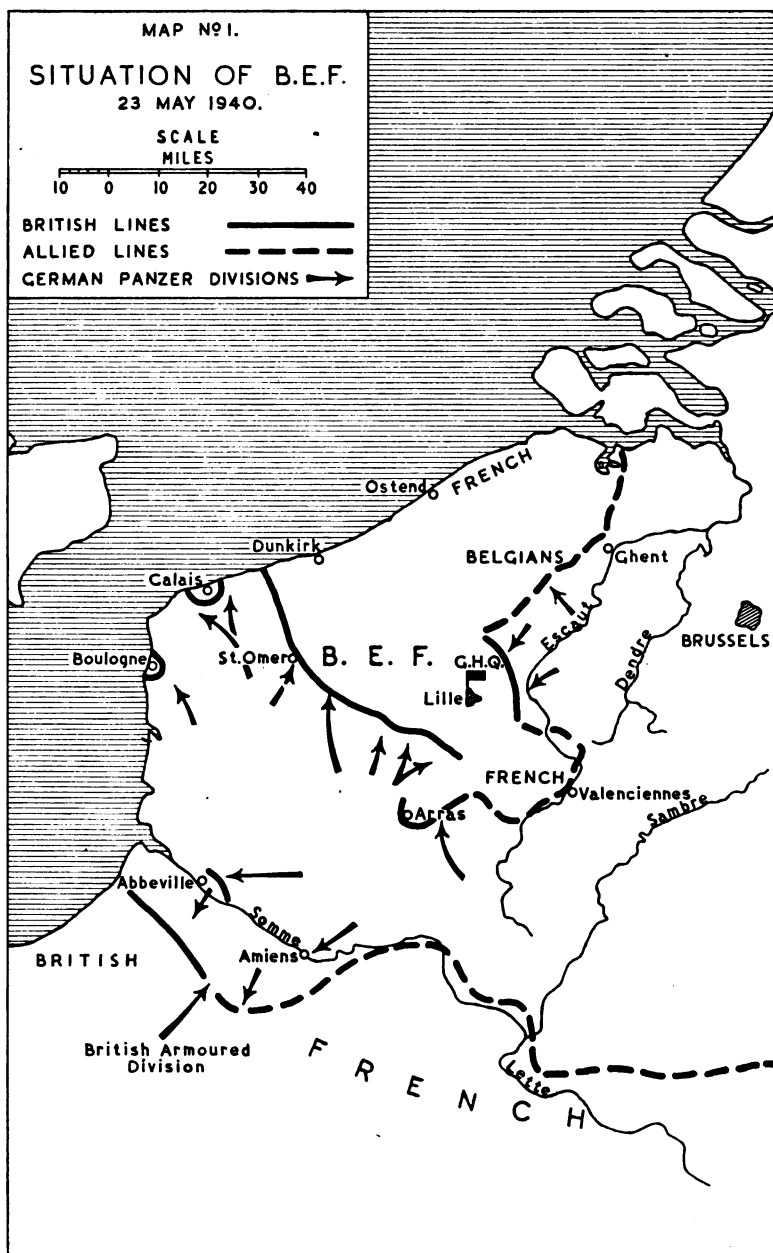 MAP Nº1.
SITUATION OF B.E.F.
23 MAY 1940.
SCALE
MILES
10 0 10 20 30 40
BRITISH LINES
ALLIED LINES
GERMAN PANZER DIVISIONS
Ostend
FRENCH
Dunkirk
BELGIANS
Ghent
Calais
Escaut
BRUSSELS
Boulogne
St.Omer
B. E. F.
G.H.Q.
Dendre
Lille
FRENCH
Valenciennes
Arras
Sambre
Abbeville
Somme
BRITISH
Amiens
British Armoured
Division
FRENCH
Lette